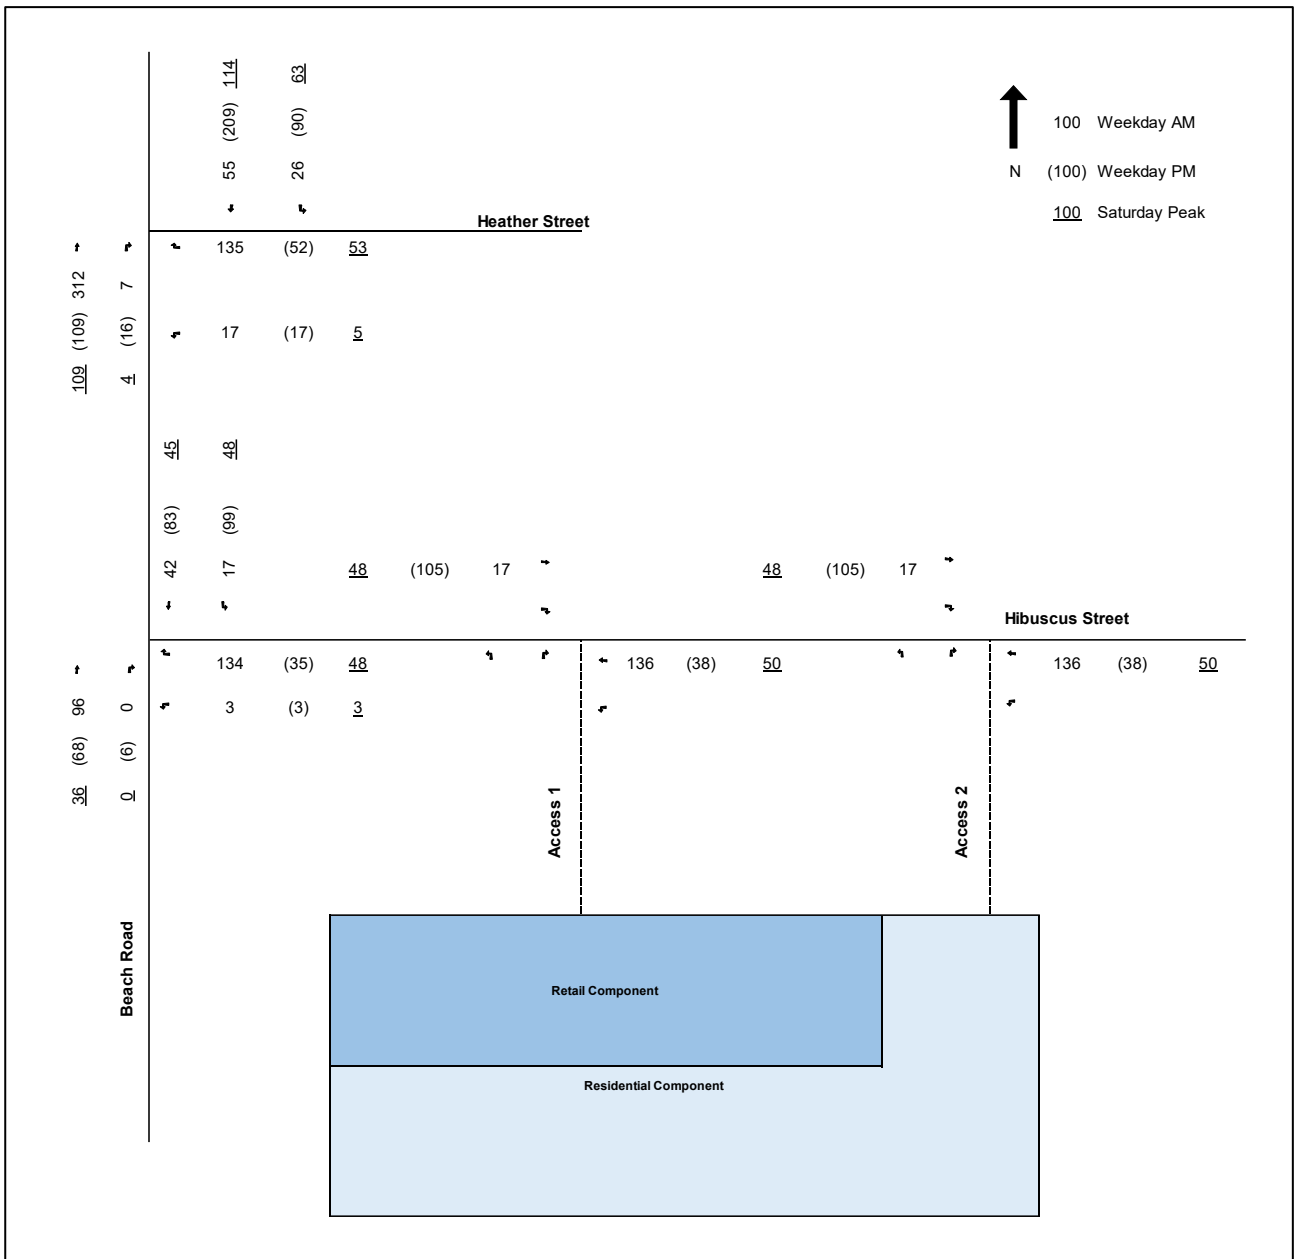 114 63
(209) (90)
55 26
100 Weekday AM
N (100) Weekday PM
100 Saturday Peak
Heather Street
135 (52) 53
312 7
(109) (16)
109 4
17 (17) 5
45 48
(83) (99)
42 17
48 (105) 17
48 (105) 17
Hibuscus Street
134 (35) 48
136 (38) 50
136 (38) 50
3 (3) 3
96 0
(68) (6)
36 0
Access 1
Access 2
Beach Road
Retail Component
Residential Component